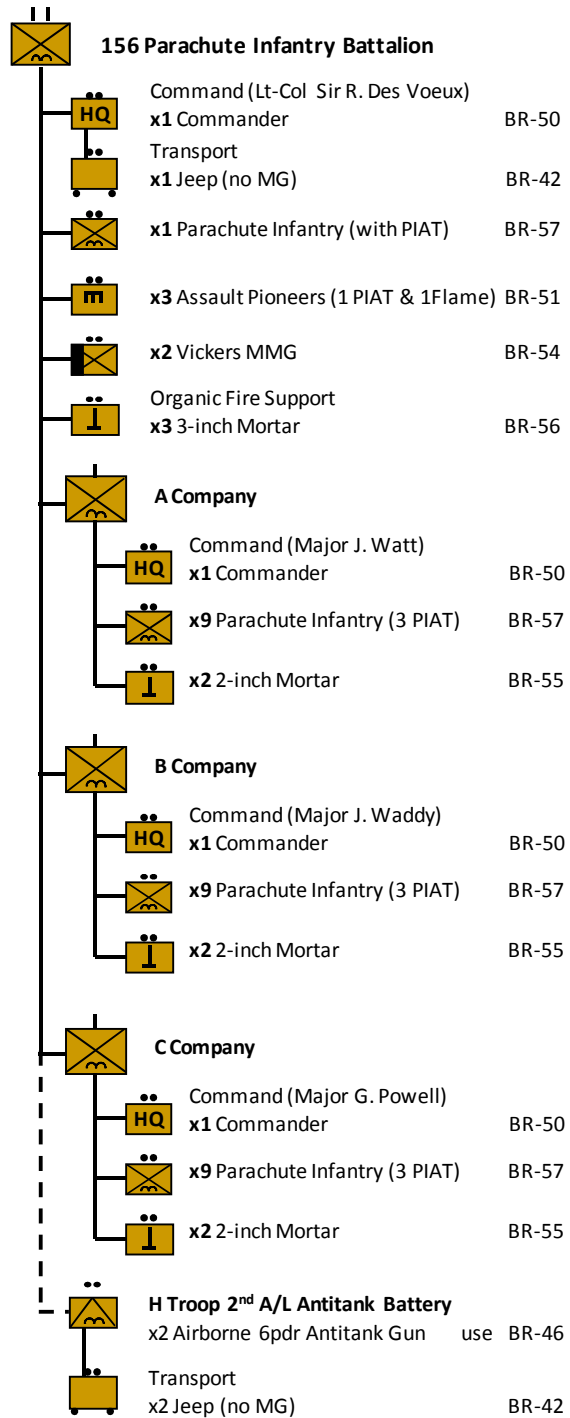 156 Parachute Infantry Battalion
Command (Lt-Col Sir R. Des Voeux)
HQ x1 Commander BR-50
Transport
x1 Jeep (no MG) BR-42
x1 Parachute Infantry (with PIAT) BR-57
x3 Assault Pioneers (1 PIAT & 1Flame) BR-51
x2 Vickers MMG BR-54
Organic Fire Support
x3 3-inch Mortar BR-56
A Company
Command (Major J. Watt)
HQ x1 Commander BR-50
x9 Parachute Infantry (3 PIAT) BR-57
x2 2-inch Mortar BR-55
B Company
Command (Major J. Waddy)
HQ x1 Commander BR-50
x9 Parachute Infantry (3 PIAT) BR-57
x2 2-inch Mortar BR-55
C Company
Command (Major G. Powell)
HQ x1 Commander BR-50
x9 Parachute Infantry (3 PIAT) BR-57
x2 2-inch Mortar BR-55
H Troop 2nd A/L Antitank Battery
x2 Airborne 6pdr Antitank Gun use BR-46
Transport
x2 Jeep (no MG) BR-42